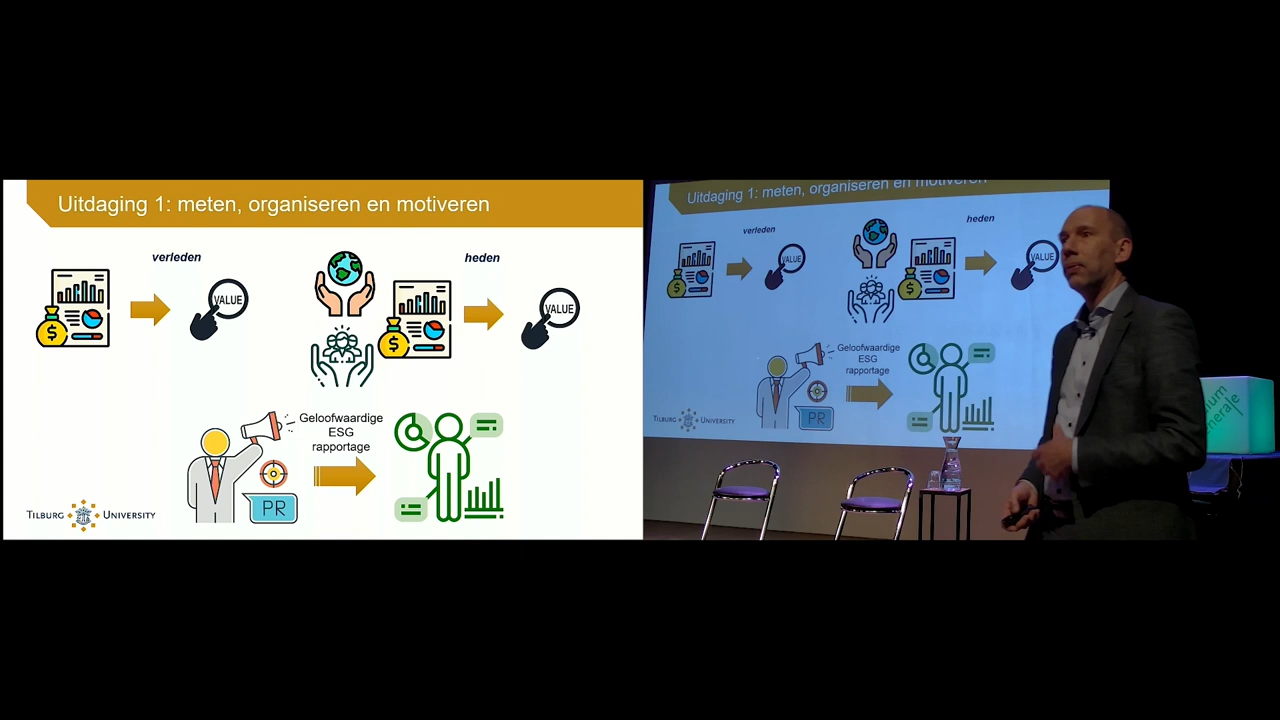 Uitdaging 1: meten, organiseren en motiveren
verleden
heden
$
VALUE
$
VALUE
Geloofwaardige
ESG
rapportage
PR
TILBURG UNIVERSITY
Uitdaging 1: meten, organiseren en motiveren
verleden
heden
$
VALUE
$
VALUE
Geloofwaardige
ESG
rapportage
PR
TILBURG UNIVERSITY
enerale